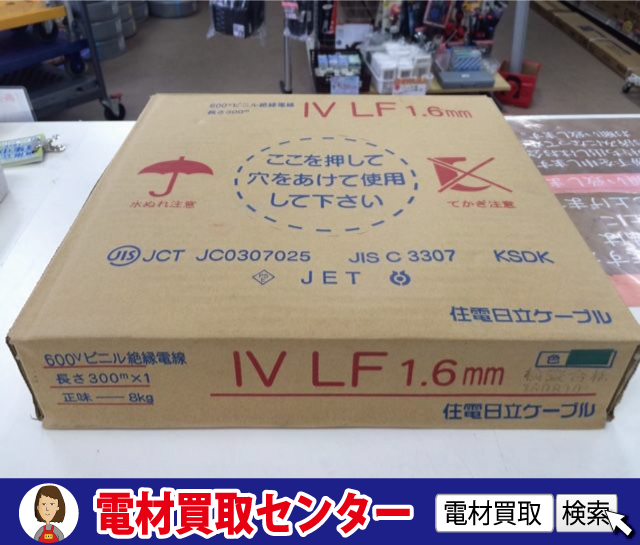 600Vビニル絶縁電線
長さ300m
IV LF 1.6mm
ここを押して
穴をあけて使用
して下さい
水ぬれ注意
てかぎ注意
JIS JCT JC0307025 JIS C 3307 KSDK
PS E JET
住電日立ケーブル
600Vビニル絶縁電線
長さ300m×1
正味 8kg
IV LF 1.6mm
色
住電日立ケーブル
電材買取センター
電材買取 検索